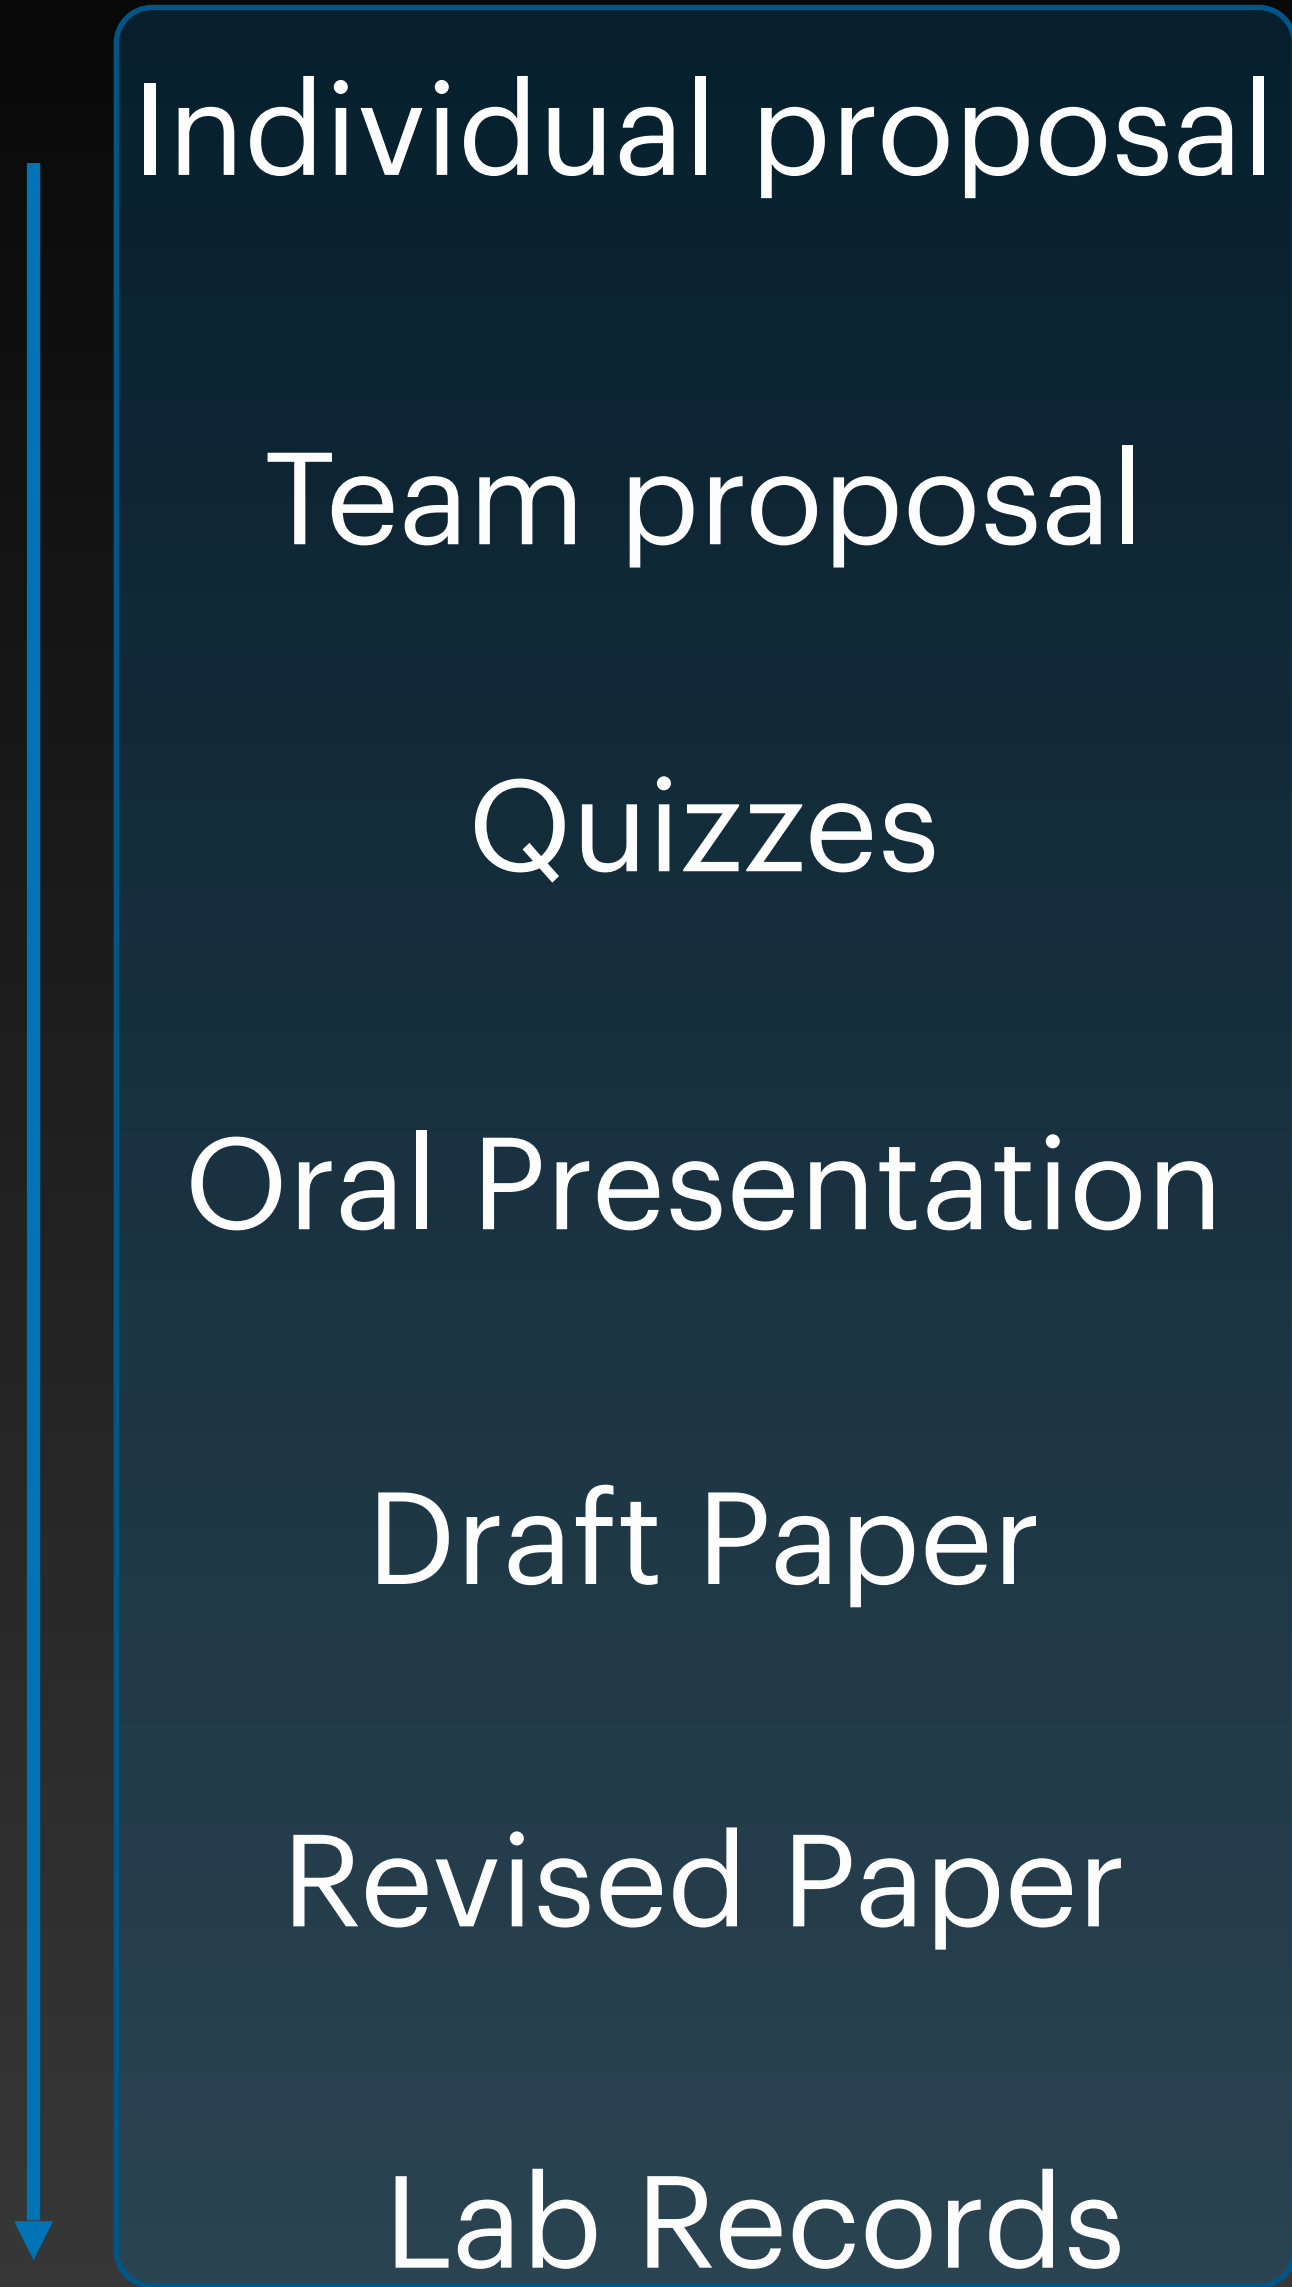 Individual proposal
Team proposal
Quizzes
Oral Presentation
Draft Paper
Revised Paper
Lab Records